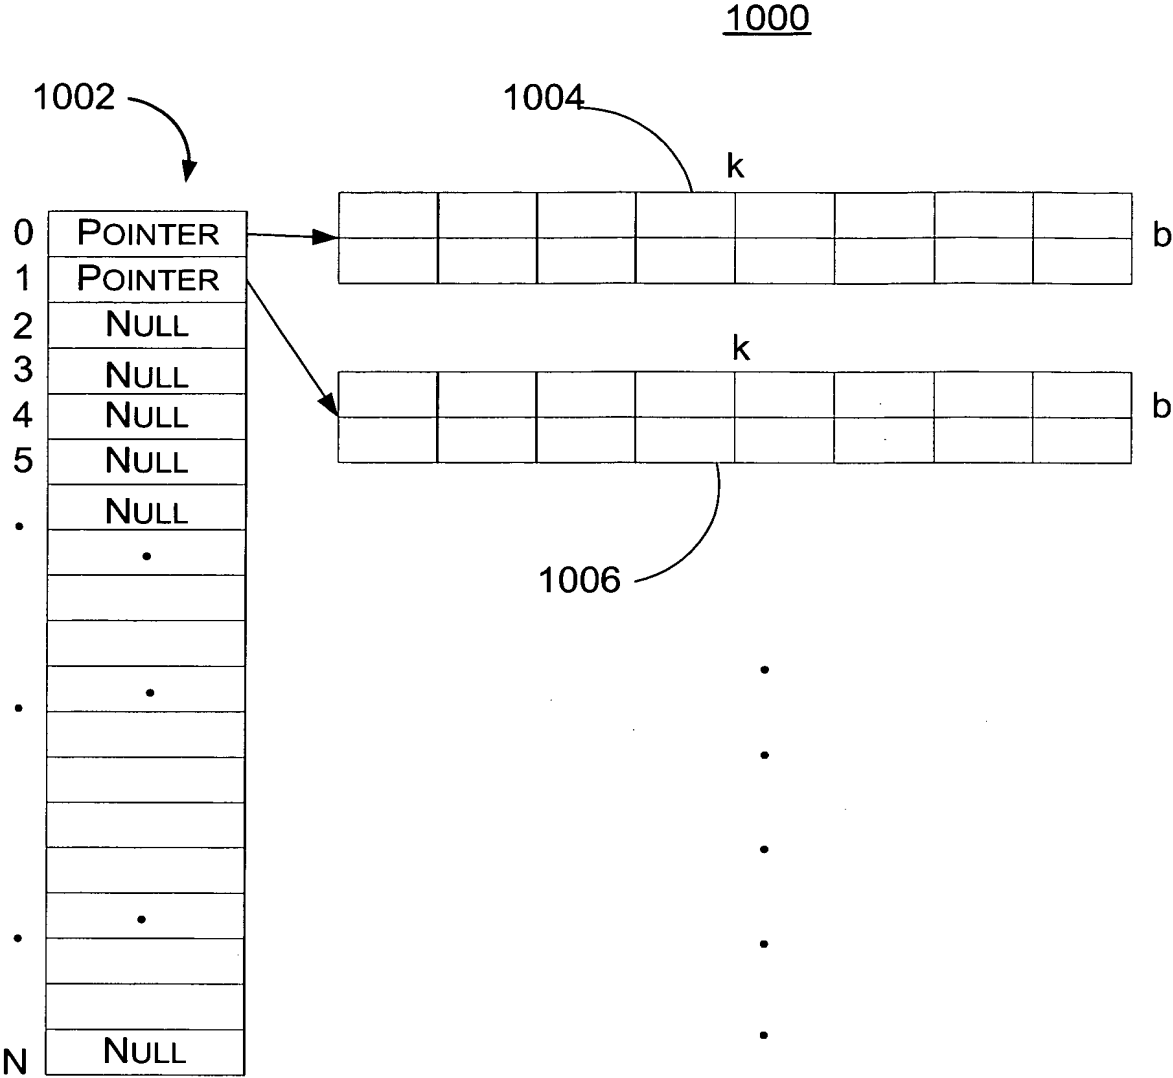 1000
1002
1004
k
0 POINTER
b
1 POINTER
2 NULL
k
3 NULL
4 NULL
b
5 NULL
NULL
1006
N NULL